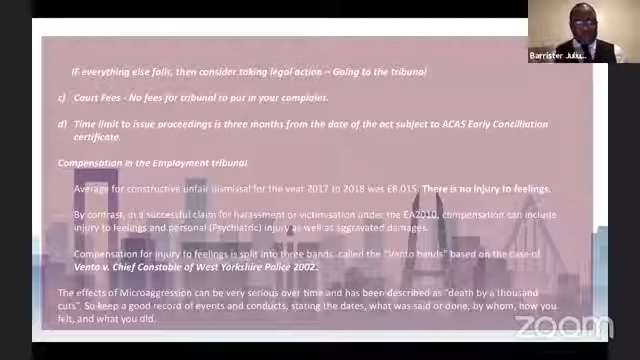 IF everything else fails, then consider taking legal action – Going to the tribunal
c) Court Fees - No fees for tribunal to put in your complaint.
d) Time limit to issue proceedings is three months from the date of the act subject to ACAS Early Conciliation
certificate.
Compensation in the Employment tribunal
Average for constructive unfair dismissal for the year 2017 to 2018 was £8,015. There is no injury to feelings.
By contrast, in a successful claim for harassment or victimisation under the EA2010, compensation can include
injury to feelings and personal (Psychiatric) injury as well as aggravated damages.
Compensation for injury to feelings is split into three bands, called the "Vento bands" based on the case of
Vento v. Chief Constable of West Yorkshire Police 2002.
The effects of Microaggression can be very serious over time and has been described as "death by a thousand
cuts". So keep a good record of events and conducts, stating the dates, what was said or done, by whom, how you
felt, and what you did.
Barrister Juliu...
zoom